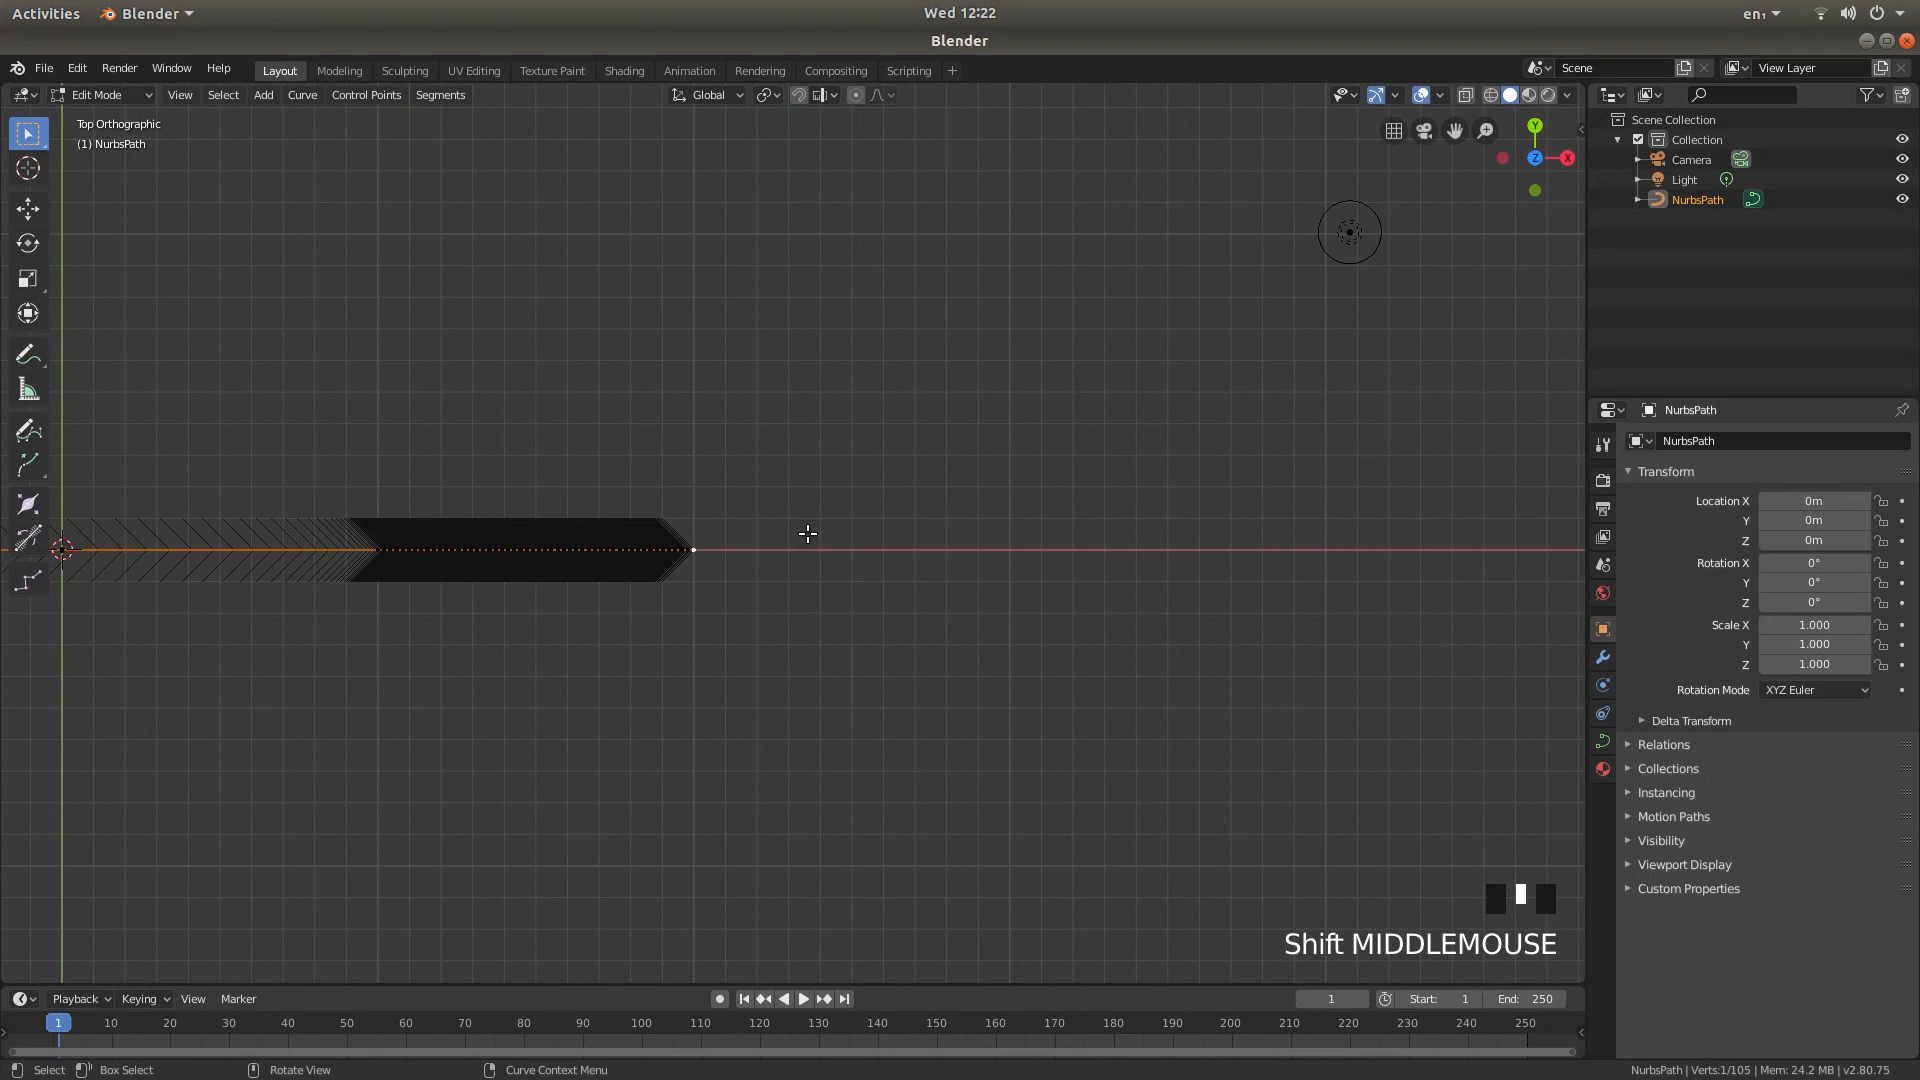 Activities Blender Wed 12:22 en₁
Blender
File Edit Render Window Help Layout Modeling Sculpting UV Editing Texture Paint Shading Animation Rendering Compositing Scripting + Scene View Layer
Edit Mode View Select Add Curve Control Points Segments Global
Top Orthographic
(1) NurbsPath
Y
Z X
Scene Collection
Collection
Camera
Light
NurbsPath
NurbsPath
NurbsPath
Transform
Location X 0m
Y 0m
Z 0m
Rotation X 0°
Y 0°
Z 0°
Scale X 1.000
Y 1.000
Z 1.000
Rotation Mode XYZ Euler
Delta Transform
Relations
Collections
Instancing
Motion Paths
Visibility
Viewport Display
Custom Properties
Shift MIDDLEMOUSE
Playback Keying View Marker 1 Start: 1 End: 250
1 10 20 30 40 50 60 70 80 90 100 110 120 130 140 150 160 170 180 190 200 210 220 230 240 250
Select Box Select Rotate View Curve Context Menu NurbsPath | Verts:1/105 | Mem: 24.2 MB | v2.80.75